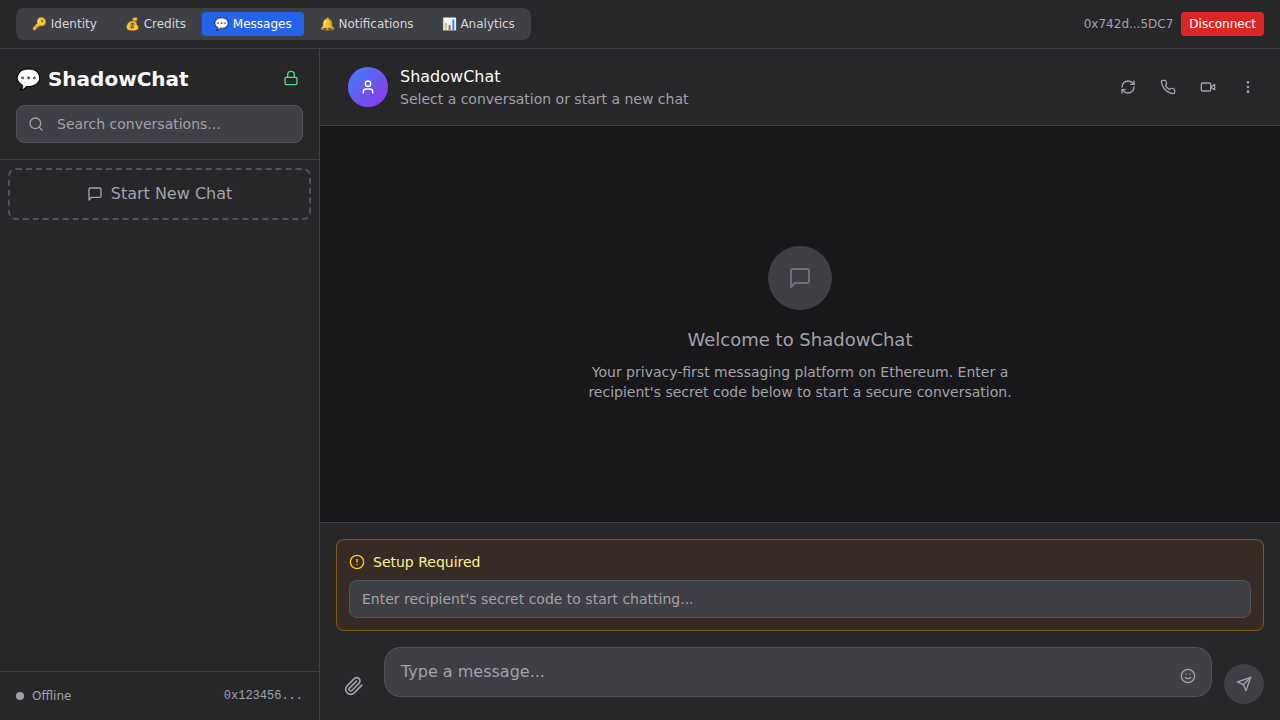 🔑 Identity
💰 Credits
💬 Messages
🔔 Notifications
📊 Analytics
0x742d...5DC7
Disconnect
💬 ShadowChat
Search conversations...
Start New Chat
Offline
0x123456...
ShadowChat
Select a conversation or start a new chat
Welcome to ShadowChat
Your privacy-first messaging platform on Ethereum. Enter a
recipient's secret code below to start a secure conversation.
Setup Required
Enter recipient's secret code to start chatting...
Type a message...